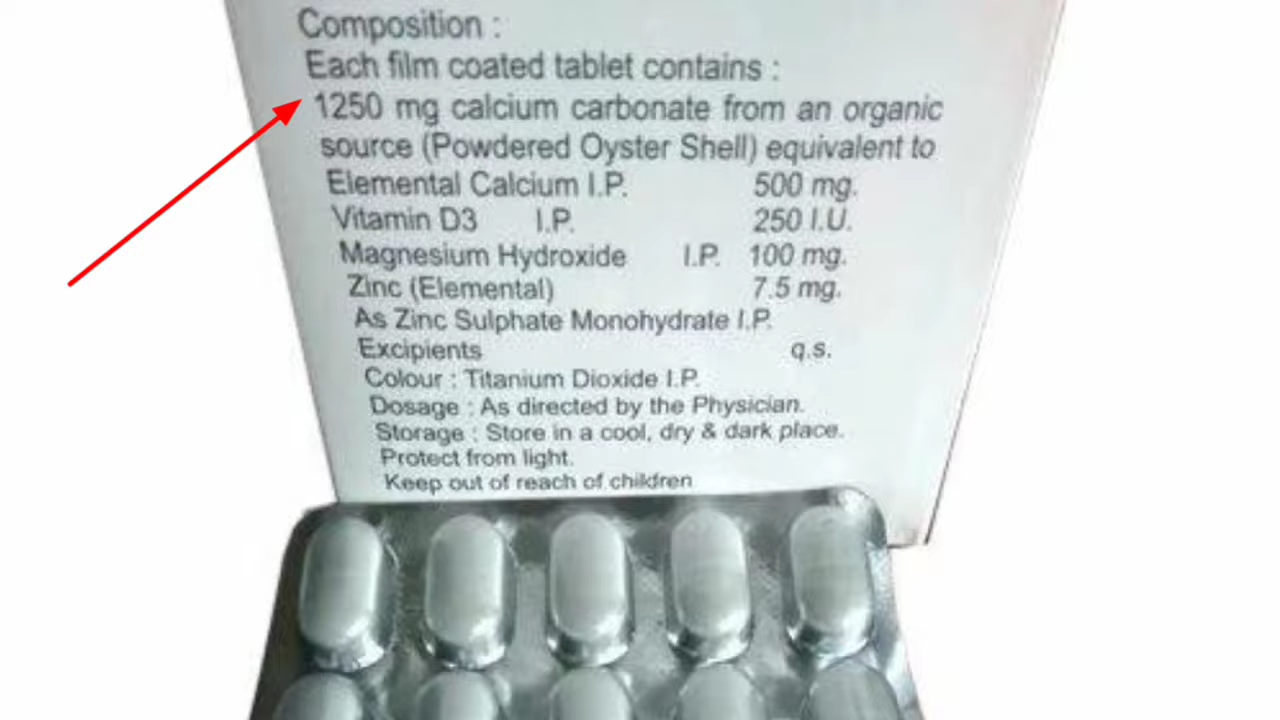 Composition :
Each film coated tablet contains :
1250 mg calcium carbonate from an organic
source (Powdered Oyster Shell) equivalent to
Elemental Calcium I.P. 500 mg.
Vitamin D3 I.P. 250 I.U.
Magnesium Hydroxide I.P. 100 mg.
Zinc (Elemental) 7.5 mg.
As Zinc Sulphate Monohydrate I.P.
Excipients q.s.
Colour : Titanium Dioxide I.P.
Dosage : As directed by the Physician.
Storage : Store in a cool, dry & dark place.
Protect from light.
Keep out of reach of children